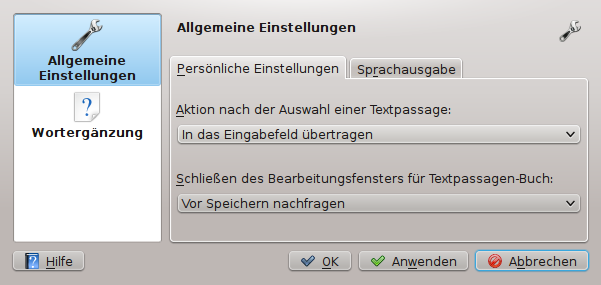 Allgemeine
Einstellungen
Wortergänzung
Allgemeine Einstellungen
Persönliche Einstellungen
Sprachausgabe
Aktion nach der Auswahl einer Textpassage:
In das Eingabefeld übertragen
Schließen des Bearbeitungsfensters für Textpassagen-Buch:
Vor Speichern nachfragen
Hilfe
OK
Anwenden
Abbrechen